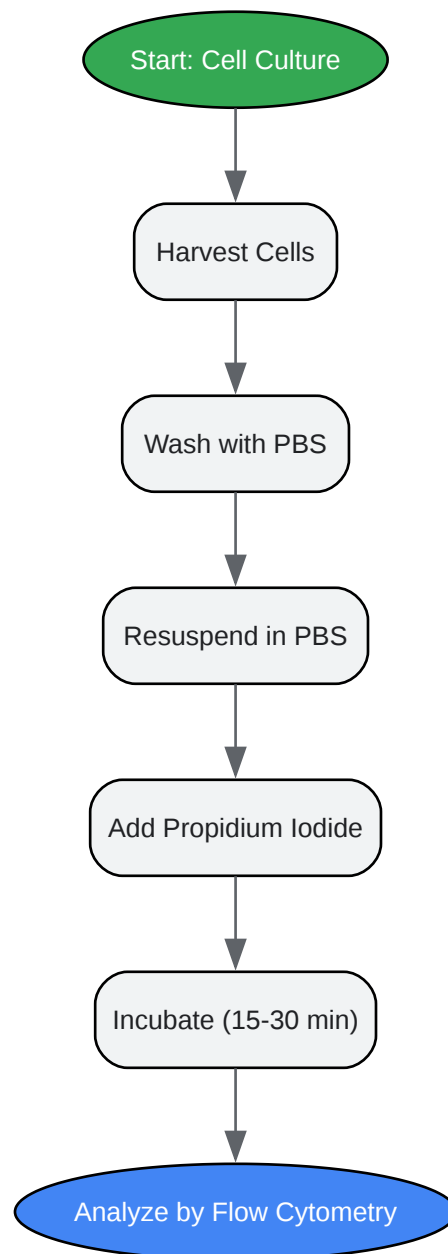 Start: Cell Culture
Harvest Cells
Wash with PBS
Resuspend in PBS
Add Propidium Iodide
Incubate (15-30 min)
Analyze by Flow Cytometry